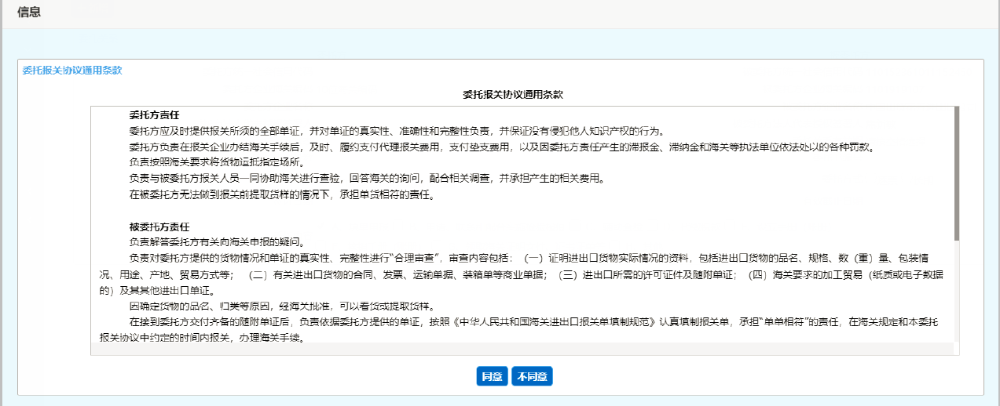 信息
委托报关协议通用条款
委托报关协议通用条款
委托方责任
委托方应及时提供报关所须的全部单证，并对单证的真实性、准确性和完整性负责，并保证没有侵犯他人知识产权的行为。
委托方负责在报关企业办结海关手续后，及时、履约支付代理报关费用，支付垫支费用，以及因委托方责任产生的滞报金、滞纳金和海关等执法单位依法处以的各种罚款。
负责按照海关要求将货物运抵指定场所。
负责与被委托方报关人员一同协助海关进行查验，回答海关的询问，配合相关调查，并承担产生的相关费用。
在被委托方无法做到报关前提取货样的情况下，承担单货相符的责任。
被委托方责任
负责解答委托方有关向海关申报的疑问。
负责对委托方提供的货物情况和单证的真实性、完整性进行“合理审查”，审查内容包括：（一）证明进出口货物实际情况的资料，包括进出口货物的品名、规格、数（重）量、包装情
况、用途、产地、贸易方式等； （二）有关进出口货物的合同、发票、运输单据、装箱单等商业单据；（三）进出口所需的许可证件及随附单证；（四）海关要求的加工贸易（纸质或电子数据
的）及其其他进出口单证。
因确定货物的品名、归类等原因，经海关批准，可以看货或提取货样。
在接到委托方交付齐备的随附单证后，负责依据委托方提供的单证，按照《中华人民共和国海关进出口报关单填制规范》认真填制报关单，承担“单单相符”的责任，在海关规定和本委托
报关协议中约定的时间内报关，办理海关手续。
同意 不同意